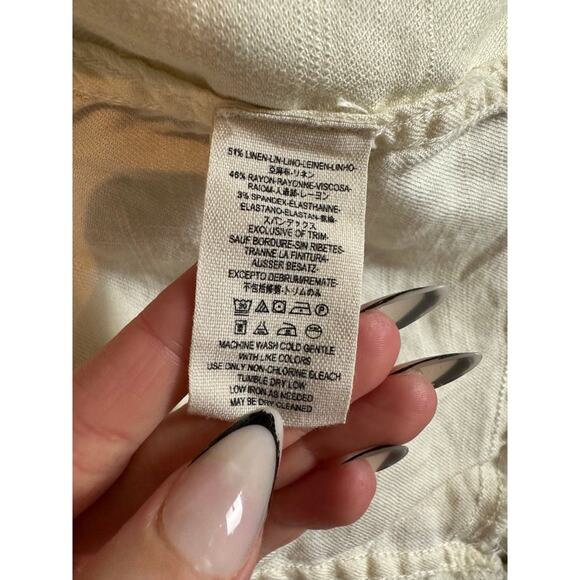 51% LINEN-LIN-LINO-LEINEN-LINHO-
亞麻布-リネン
46% RAYON-RAYONNE-VISCOSA-
RAIOM-人造絲-レーヨン
3% SPANDEX-ELASTHANNE-
ELASTANO-ELASTAN-氨綸-
スパンデックス
EXCLUSIVE OF TRIM-
SAUF BORDURE-SIN RIBETES-
TRANNE LA FINITURA-
AUSSER BESATZ-
EXCEPTO DEBRUM/REMATE-
不包括修飾-トリムのみ
30 P
MACHINE WASH COLD GENTLE
WITH LIKE COLORS
USE ONLY NON-CHLORINE BLEACH
TUMBLE DRY LOW
LOW IRON AS NEEDED
MAY BE DRY CLEANED